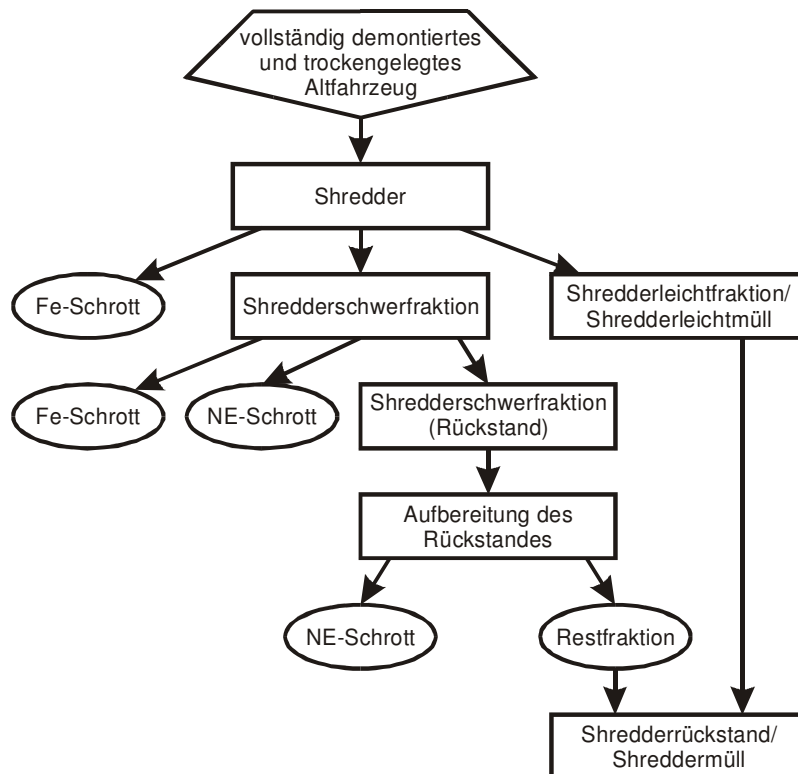 vollständig demontiertes
und trockengelegtes
Altfahrzeug
Shredder
Fe-Schrott
Shredderschwerfraktion
Shredderleichtfraktion/
Shredderleichtmüll
Fe-Schrott
NE-Schrott
Shredderschwerfraktion
(Rückstand)
Aufbereitung des
Rückstandes
NE-Schrott
Restfraktion
Shredderrückstand/
Shreddermüll